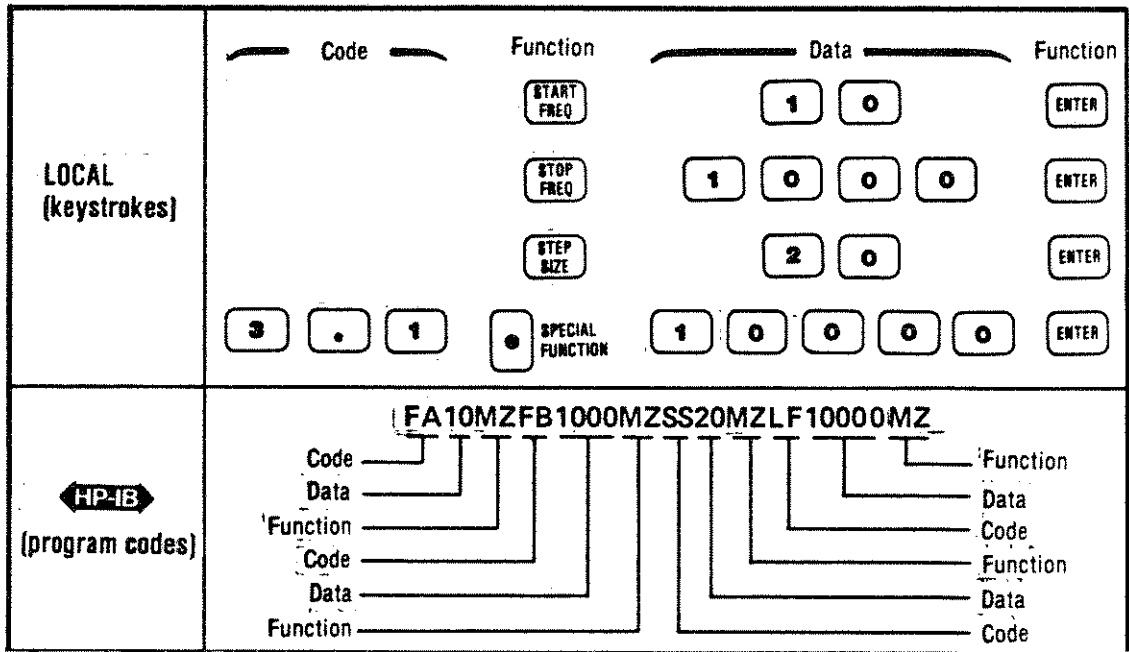 Code Function Data Function
START FREQ 1 0 ENTER
LOCAL (keystrokes)
STOP FREQ 1 0 0 0 ENTER
STEP SIZE 2 0 ENTER
3 . 1 SPECIAL FUNCTION 1 0 0 0 0 ENTER
FA10MZFB1000MZSS20MZLF10000MZ
HP-IB
(program codes)
Code
Data
Function
Code
Data
Function
Function
Data
Code
Function
Data
Code